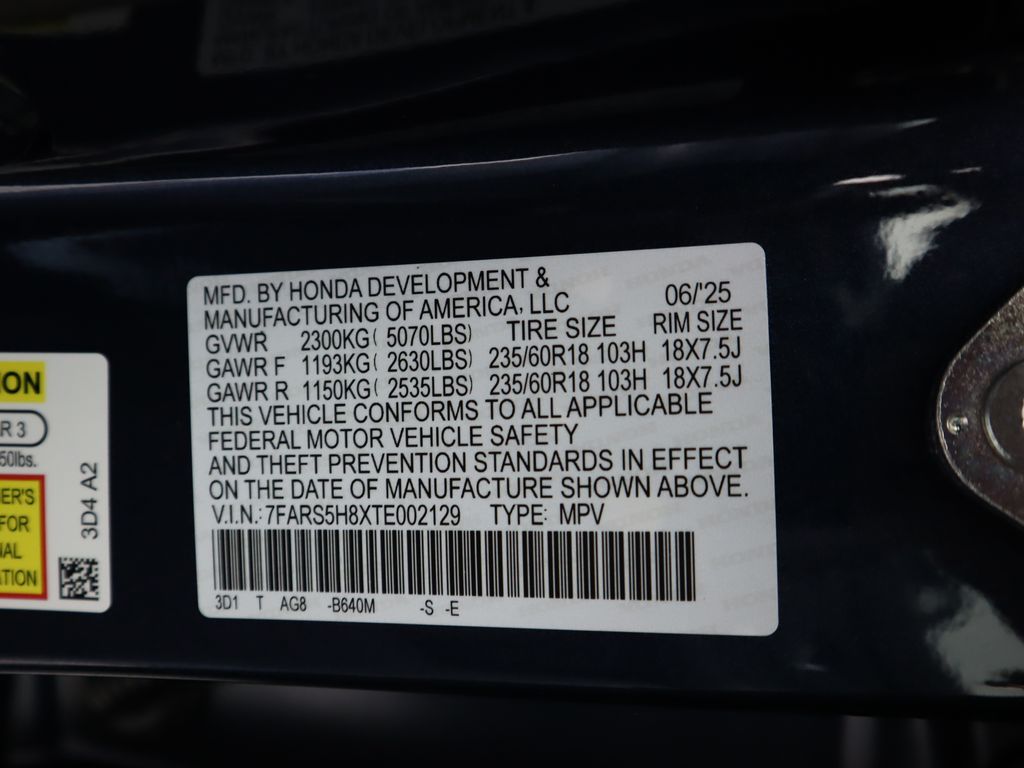 MFD. BY HONDA DEVELOPMENT &
MANUFACTURING OF AMERICA, LLC 06/'25
GVWR 2300KG( 5070LBS) TIRE SIZE RIM SIZE
GAWR F 1193KG( 2630LBS) 235/60R18 103H 18X7.5J
GAWR R 1150KG( 2535LBS) 235/60R18 103H 18X7.5J
THIS VEHICLE CONFORMS TO ALL APPLICABLE
FEDERAL MOTOR VEHICLE SAFETY
AND THEFT PREVENTION STANDARDS IN EFFECT
ON THE DATE OF MANUFACTURE SHOWN ABOVE.
V.I.N.:7FARS5H8XTE002129 TYPE: MPV
3D1 T AG8 -B640M -S -E
ON
R 3
50lbs.
ER'S
FOR
AL
ATION
3D4 A2